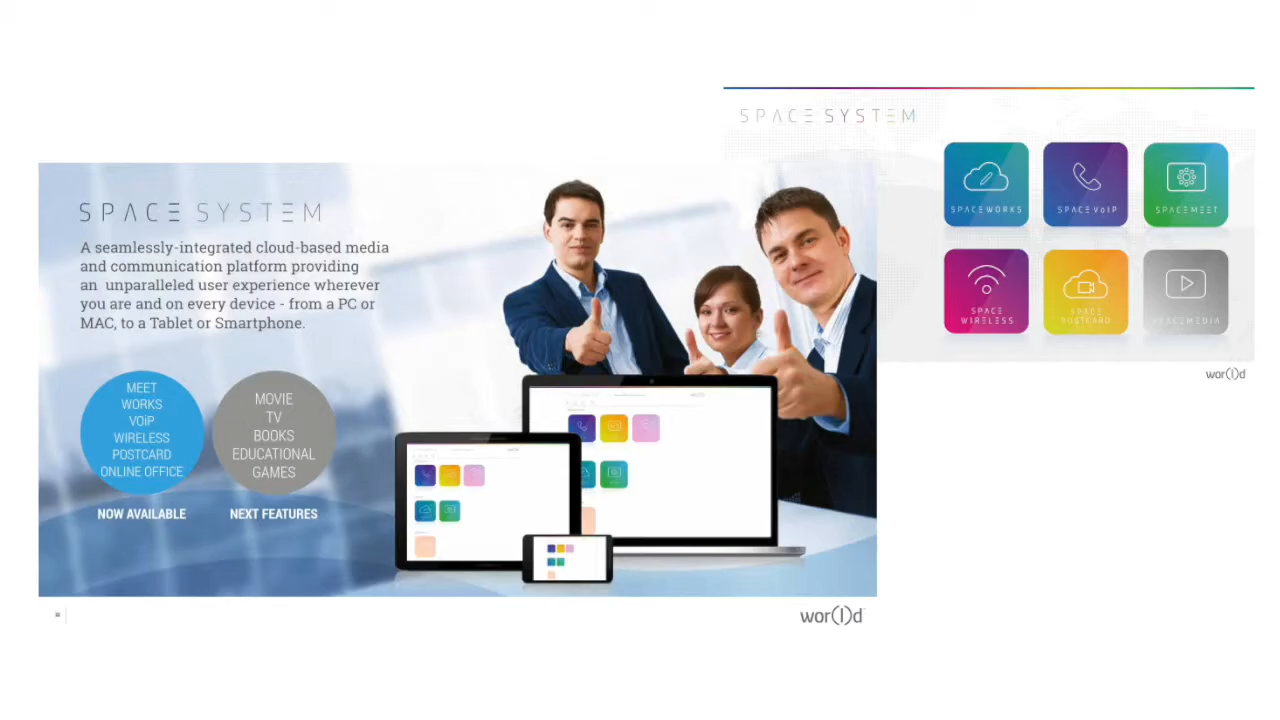 SPACE SYSTEM
A seamlessly-integrated cloud-based media
and communication platform providing
an unparalleled user experience wherever
you are and on every device - from a PC or
MAC, to a Tablet or Smartphone.
MEET
WORKS
VOiP
WIRELESS
POSTCARD
ONLINE OFFICE
MOVIE
TV
BOOKS
EDUCATIONAL
GAMES
NOW AVAILABLE
NEXT FEATURES
wor(l)d
SPACE SYSTEM
SPACEWORKS
SPACEVoIP
SPACEMEET
SPACE
WIRELESS
SPACE
POSTCARD
SPACEMEDIA
wor(l)d